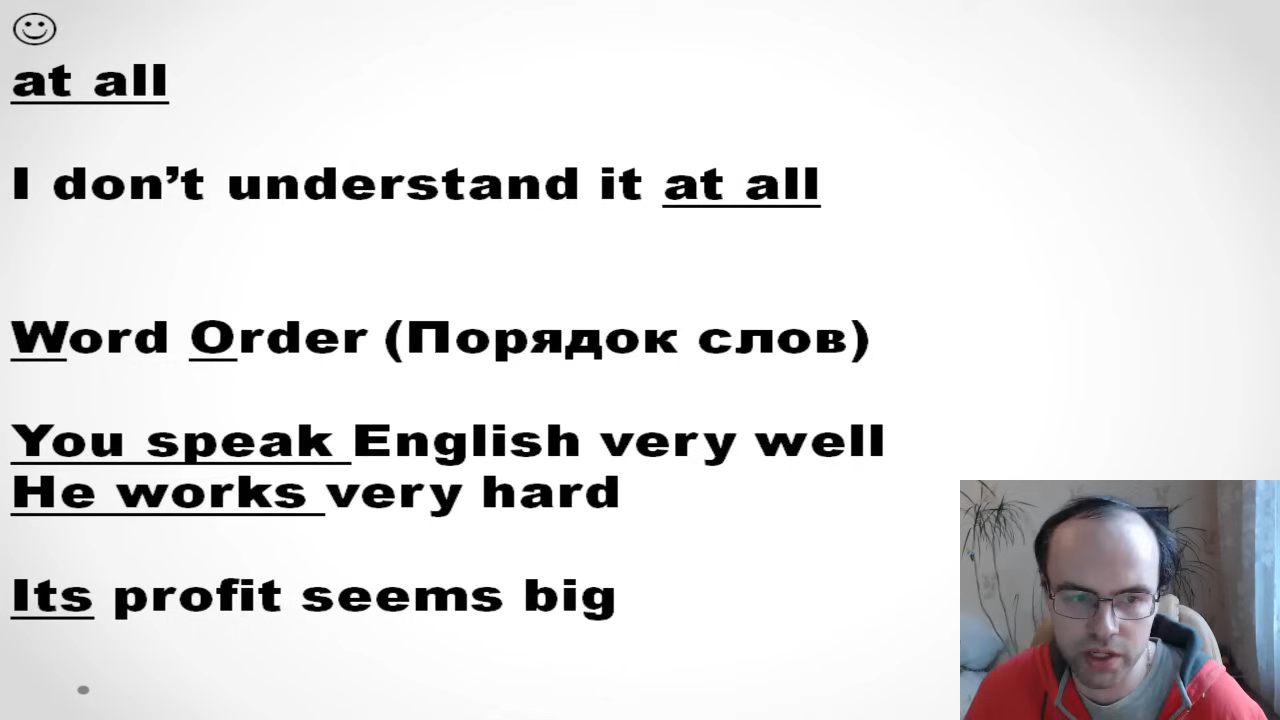 at all
I don’t understand it at all
Word Order (Порядок слов)
You speak English very well
He works very hard
Its profit seems big